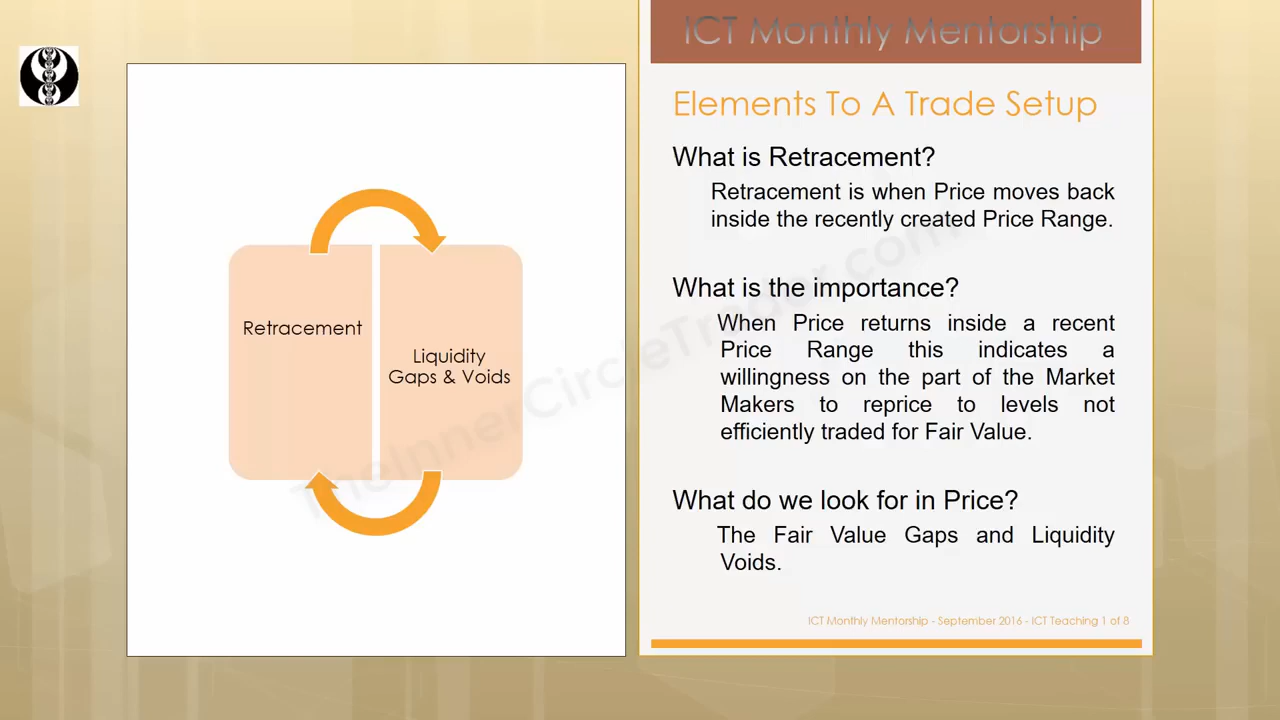 ICT Monthly Mentorship
Elements To A Trade Setup
What is Retracement?
Retracement is when Price moves back
inside the recently created Price Range.
What is the importance?
When Price returns inside a recent
Price Range this indicates a
willingness on the part of the Market
Makers to reprice to levels not
efficiently traded for Fair Value.
What do we look for in Price?
The Fair Value Gaps and Liquidity
Voids.
ICT Monthly Mentorship - September 2016 - ICT Teaching 1 of 8
Retracement
Liquidity
Gaps & Voids
TheInnerCircleTrader.com